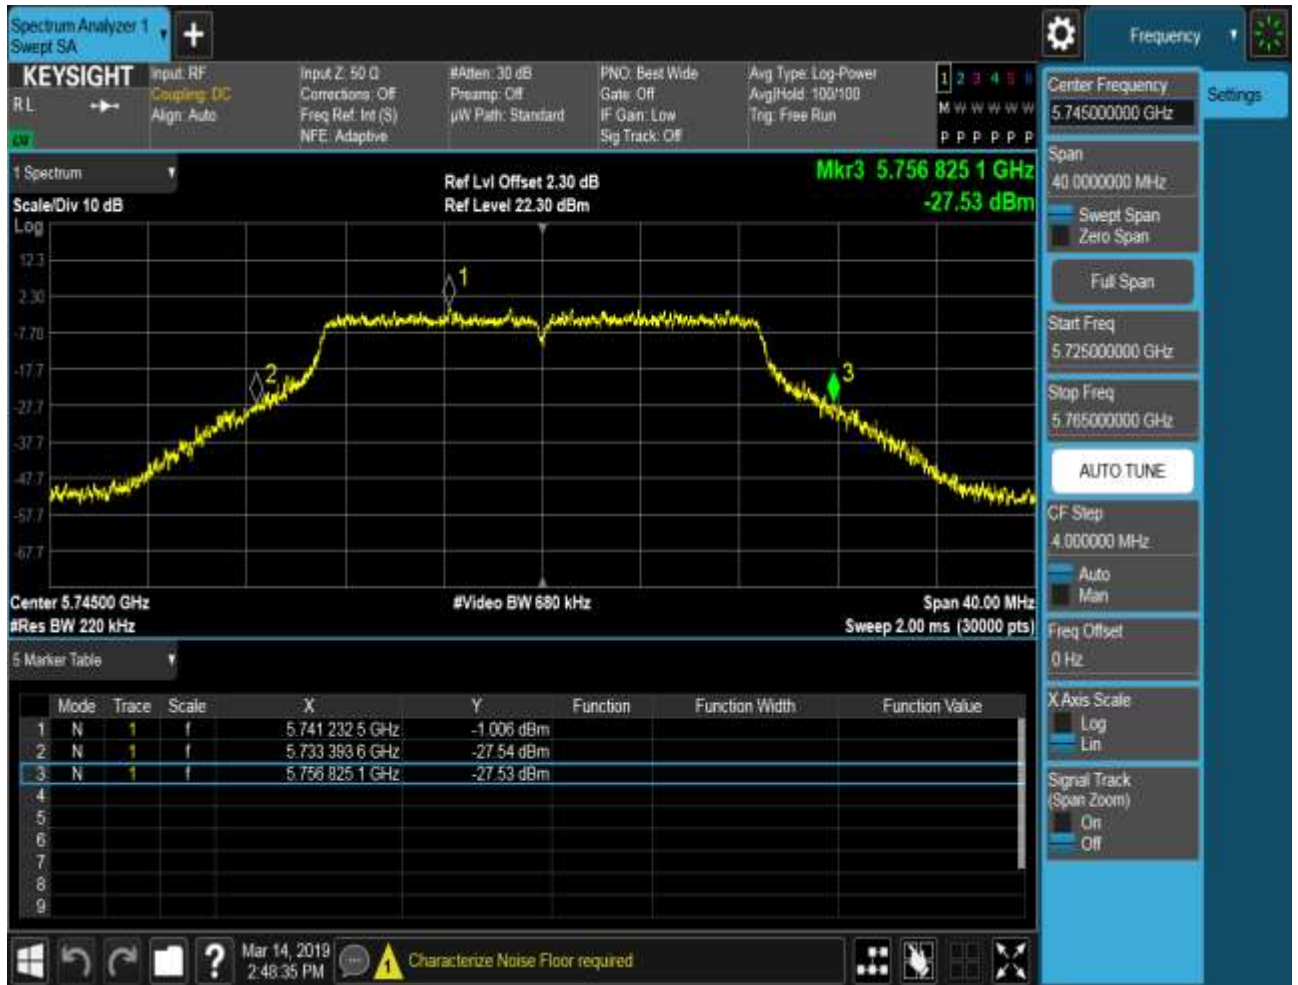 Spectrum Analyzer 1
Swept SA
Frequency
KEYSIGHT
RL
Input: RF
Coupling: DC
Align: Auto
Input Z: 50 Ω
Corrections: Off
Freq Ref: Int (S)
NFE: Adaptive
#Atten: 30 dB
Preamp: Off
µW Path: Standard
PNO: Best Wide
Gate: Off
IF Gain: Low
Sig Track: Off
Avg Type: Log-Power
Avg|Hold: 100/100
Trig: Free Run
1 2 3 4 5 6
M W W W W W
P P P P P P
Center Frequency
5.745000000 GHz
Settings
Span
40.0000000 MHz
Swept Span
Zero Span
Full Span
Start Freq
5.725000000 GHz
Stop Freq
5.765000000 GHz
AUTO TUNE
CF Step
4.000000 MHz
Auto
Man
Freq Offset
0 Hz
X Axis Scale
Log
Lin
Signal Track
(Span Zoom)
On
Off
1 Spectrum
Scale/Div 10 dB
Ref Lvl Offset 2.30 dB
Ref Level 22.30 dBm
Mkr3 5.756 825 1 GHz
-27.53 dBm
Log
12.3
2.30
-7.70
-17.7
-27.7
-37.7
-47.7
-57.7
-67.7
1
2
3
Center 5.74500 GHz
#Video BW 680 kHz
Span 40.00 MHz
#Res BW 220 kHz
Sweep 2.00 ms (30000 pts)
5 Marker Table
Mode Trace Scale X Y Function Function Width Function Value
1 N 1 f 5.741 232 5 GHz -1.006 dBm
2 N 1 f 5.733 393 6 GHz -27.54 dBm
3 N 1 f 5.756 825 1 GHz -27.53 dBm
4
5
6
7
8
9
?
Mar 14, 2019
2:48:35 PM
1
Characterize Noise Floor required